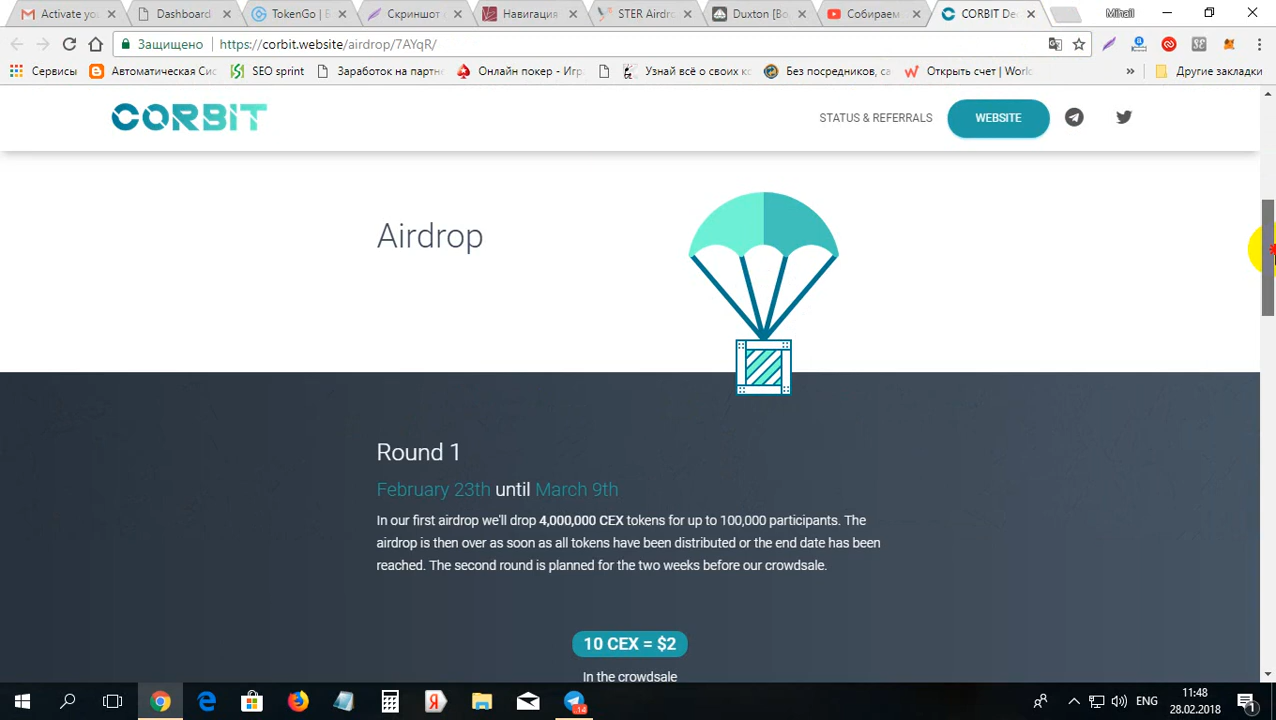 Activate yo
Dashboard
TokenGo | E
Скриншот с
Навигация
STER Airdro
Duxton [Bo
Собираем
CORBIT Dec
Mihail
Защищено
https://corbit.website/airdrop/7AYqR/
Сервисы
Автоматическая Сис
SEO sprint
Заработок на партн
Онлайн покер - Игр
Узнай всё о своих ко
Без посредников, са
Открыть счет | Work
»
Другие закладки
CORBIT
STATUS & REFERRALS
WEBSITE
Airdrop
Round 1
February 23th until March 9th
In our first airdrop we'll drop 4,000,000 CEX tokens for up to 100,000 participants. The
airdrop is then over as soon as all tokens have been distributed or the end date has been
reached. The second round is planned for the two weeks before our crowdsale.
10 CEX = $2
In the crowdsale
14
ENG
11:48
28.02.2018
1